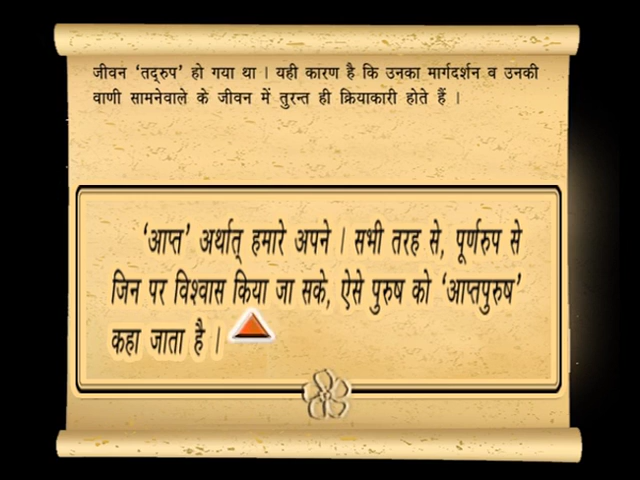 जीवन ‘तद्रुप’ हो गया था । यही कारण है कि उनका मार्गदर्शन व उनकी
वाणी सामनेवाले के जीवन में तुरन्त ही क्रियाकारी होते हैं ।
‘आप्त’ अर्थात् हमारे अपने । सभी तरह से, पूर्णरुप से
जिन पर विश्वास किया जा सके, ऐसे पुरुष को ‘आप्तपुरुष’
कहा जाता है ।